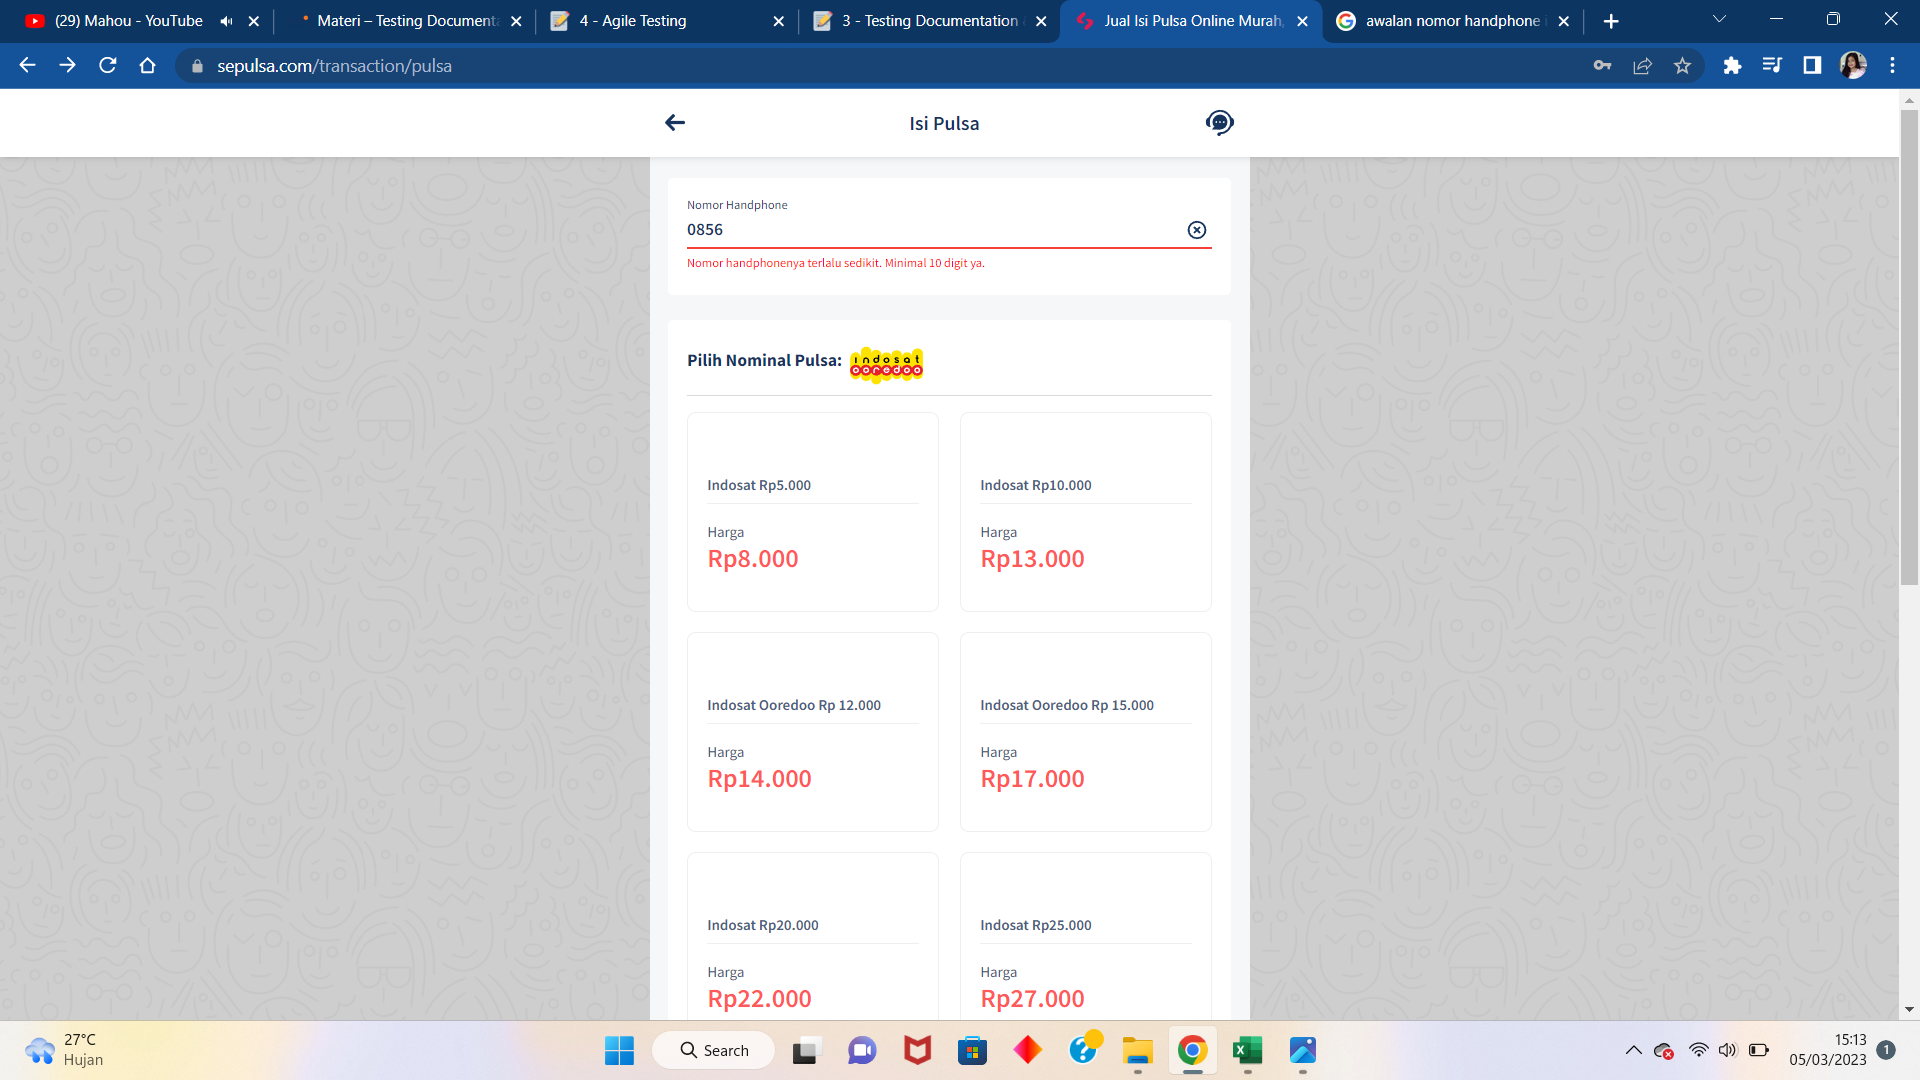 (29) Mahou - YouTube
Materi – Testing Documenta
4 - Agile Testing
3 - Testing Documentation
Jual Isi Pulsa Online Murah,
awalan nomor handphone i
sepulsa.com/transaction/pulsa
Isi Pulsa
Nomor Handphone
0856
Nomor handphonenya terlalu sedikit. Minimal 10 digit ya.
Pilih Nominal Pulsa:
indosat
ooredoo
Indosat Rp5.000
Harga
Rp8.000
Indosat Rp10.000
Harga
Rp13.000
Indosat Ooredoo Rp 12.000
Harga
Rp14.000
Indosat Ooredoo Rp 15.000
Harga
Rp17.000
Indosat Rp20.000
Harga
Rp22.000
Indosat Rp25.000
Harga
Rp27.000
27°C
Hujan
Search
15:13
05/03/2023
1